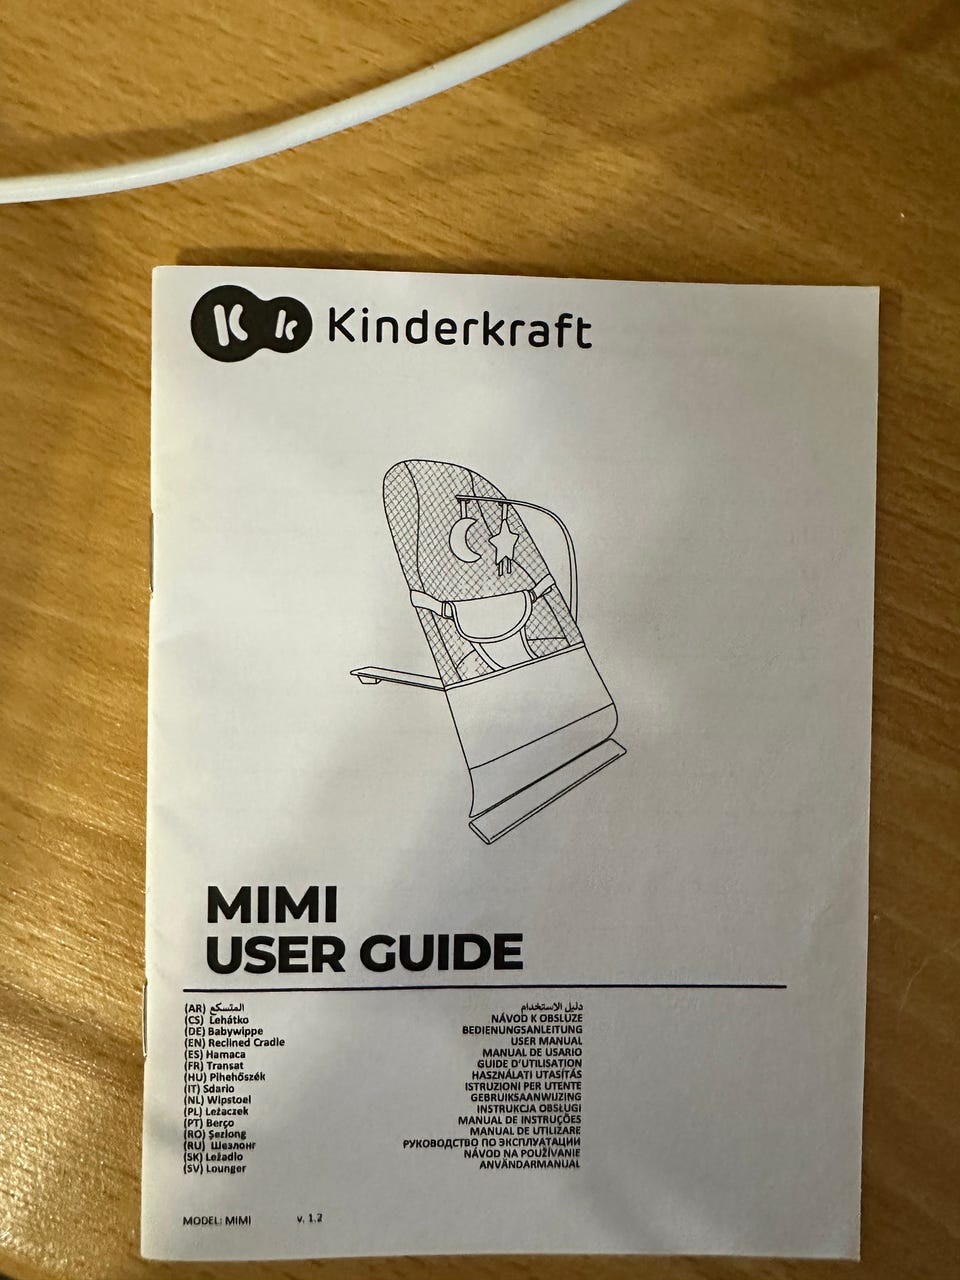 Kk Kinderkraft
MIMI
USER GUIDE
(AR) المتسكع دليل الاستخدام
(CS) Lehátko NÁVOD K OBSLUZE
(DE) Babywippe BEDIENUNGSANLEITUNG
(EN) Reclined Cradle USER MANUAL
(ES) Hamaca MANUAL DE USARIO
(FR) Transat GUIDE D'UTILISATION
(HU) Pihehőszék HASZNÁLATI UTASÍTÁS
(IT) Sdario ISTRUZIONI PER UTENTE
(NL) Wipstoel GEBRUIKSAANWIJZING
(PL) Leżaczek INSTRUKCJA OBSŁUGI
(PT) Berço MANUAL DE INSTRUÇÕES
(RO) Șezlong MANUAL DE UTILIZARE
(RU) Шезлонг РУКОВОДСТВО ПО ЭКСПЛУАТАЦИИ
(SK) Ležadlo NÁVOD NA POUŽÍVANIE
(SV) Lounger ANVÄNDARMANUAL
MODEL: MIMI v. 1.2